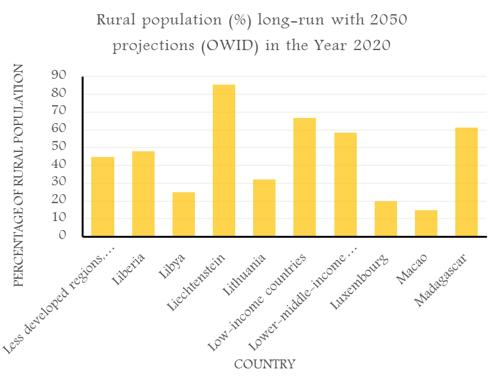 Rural population (%) long-run with 2050
projections (OWID) in the Year 2020
PERCENTAGE OF RURAL POPULATION
90
80
70
60
50
40
30
20
10
0
Less developed regions,...
Liberia
Libya
Liechtenstein
Lithuania
Low-income countries
Lower-middle-income...
Luxembourg
Macao
Madagascar
COUNTRY